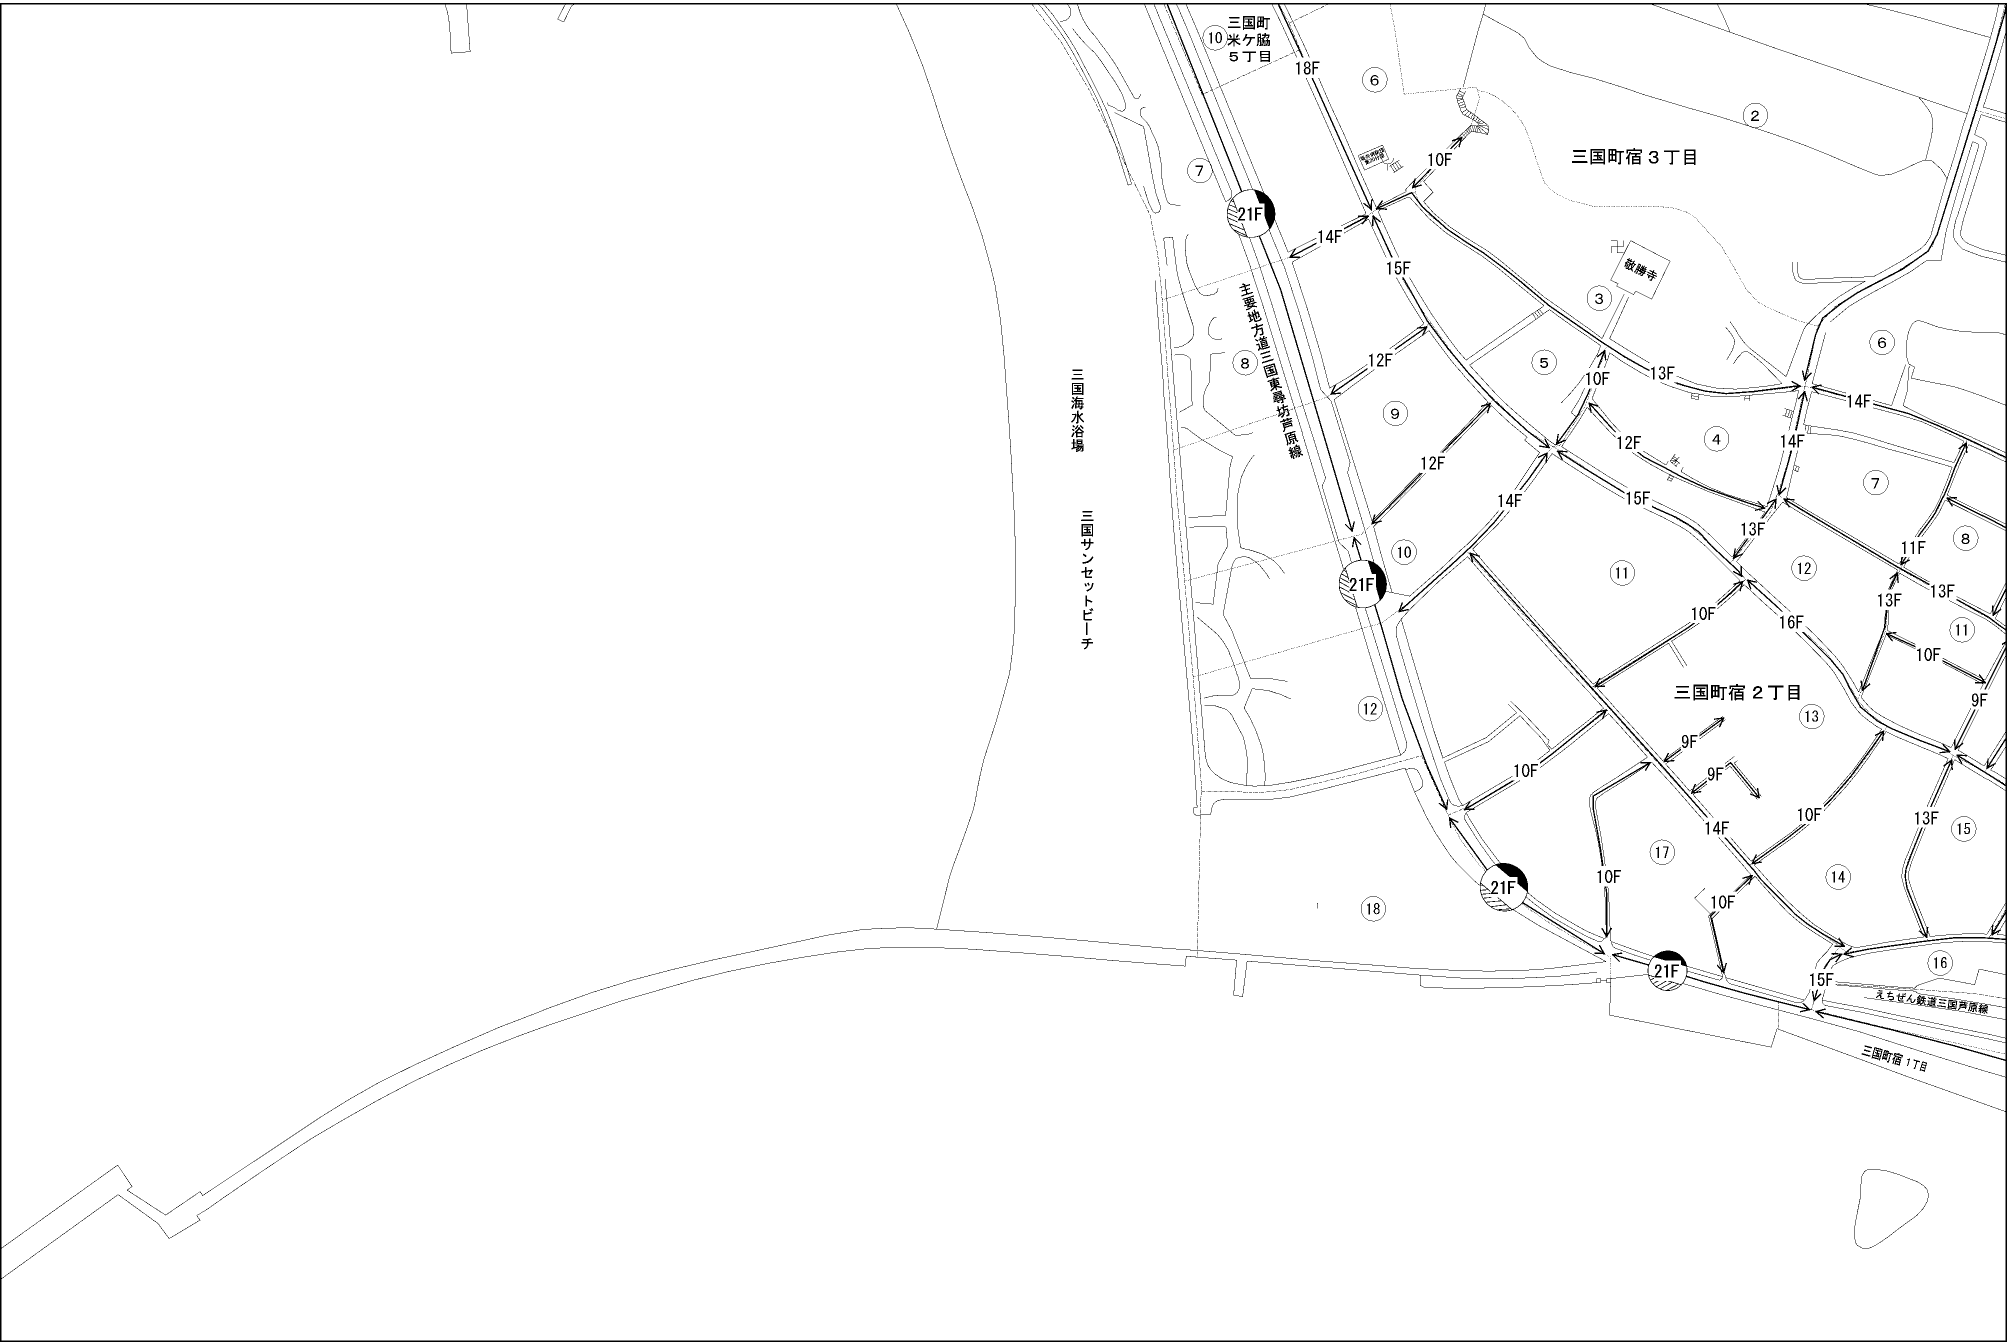 ⑩
三国町
米ケ脇
５丁目
18F
⑥
②
10F
三国町宿３丁目
⑦
21F
14F
15F
敬勝寺
③
主要地方道三国東尋坊芦原線
⑧
12F
⑤
10F
13F
⑥
14F
三国海水浴場
⑨
12F
12F
④
14F
⑦
14F
15F
三国サンセットビーチ
⑩
13F
11F
⑧
21F
⑪
⑫
13F
13F
10F
16F
⑪
10F
三国町宿２丁目
⑫
⑬
9F
9F
10F
9F
10F
14F
13F
⑮
⑰
10F
⑭
21F
10F
⑱
16
21F
15F
えちぜん鉄道三国芦原線
三国町宿1丁目